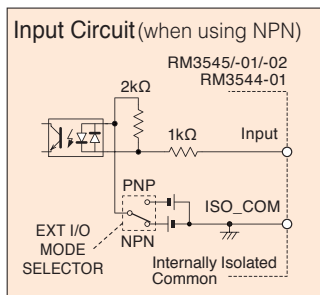 Input Circuit (when using NPN)
RM3545/-01/-02
RM3544-01
2kΩ
1kΩ
Input
PNP
ISO_COM
EXT I/O
MODE
SELECTOR
NPN
Internally Isolated
Common